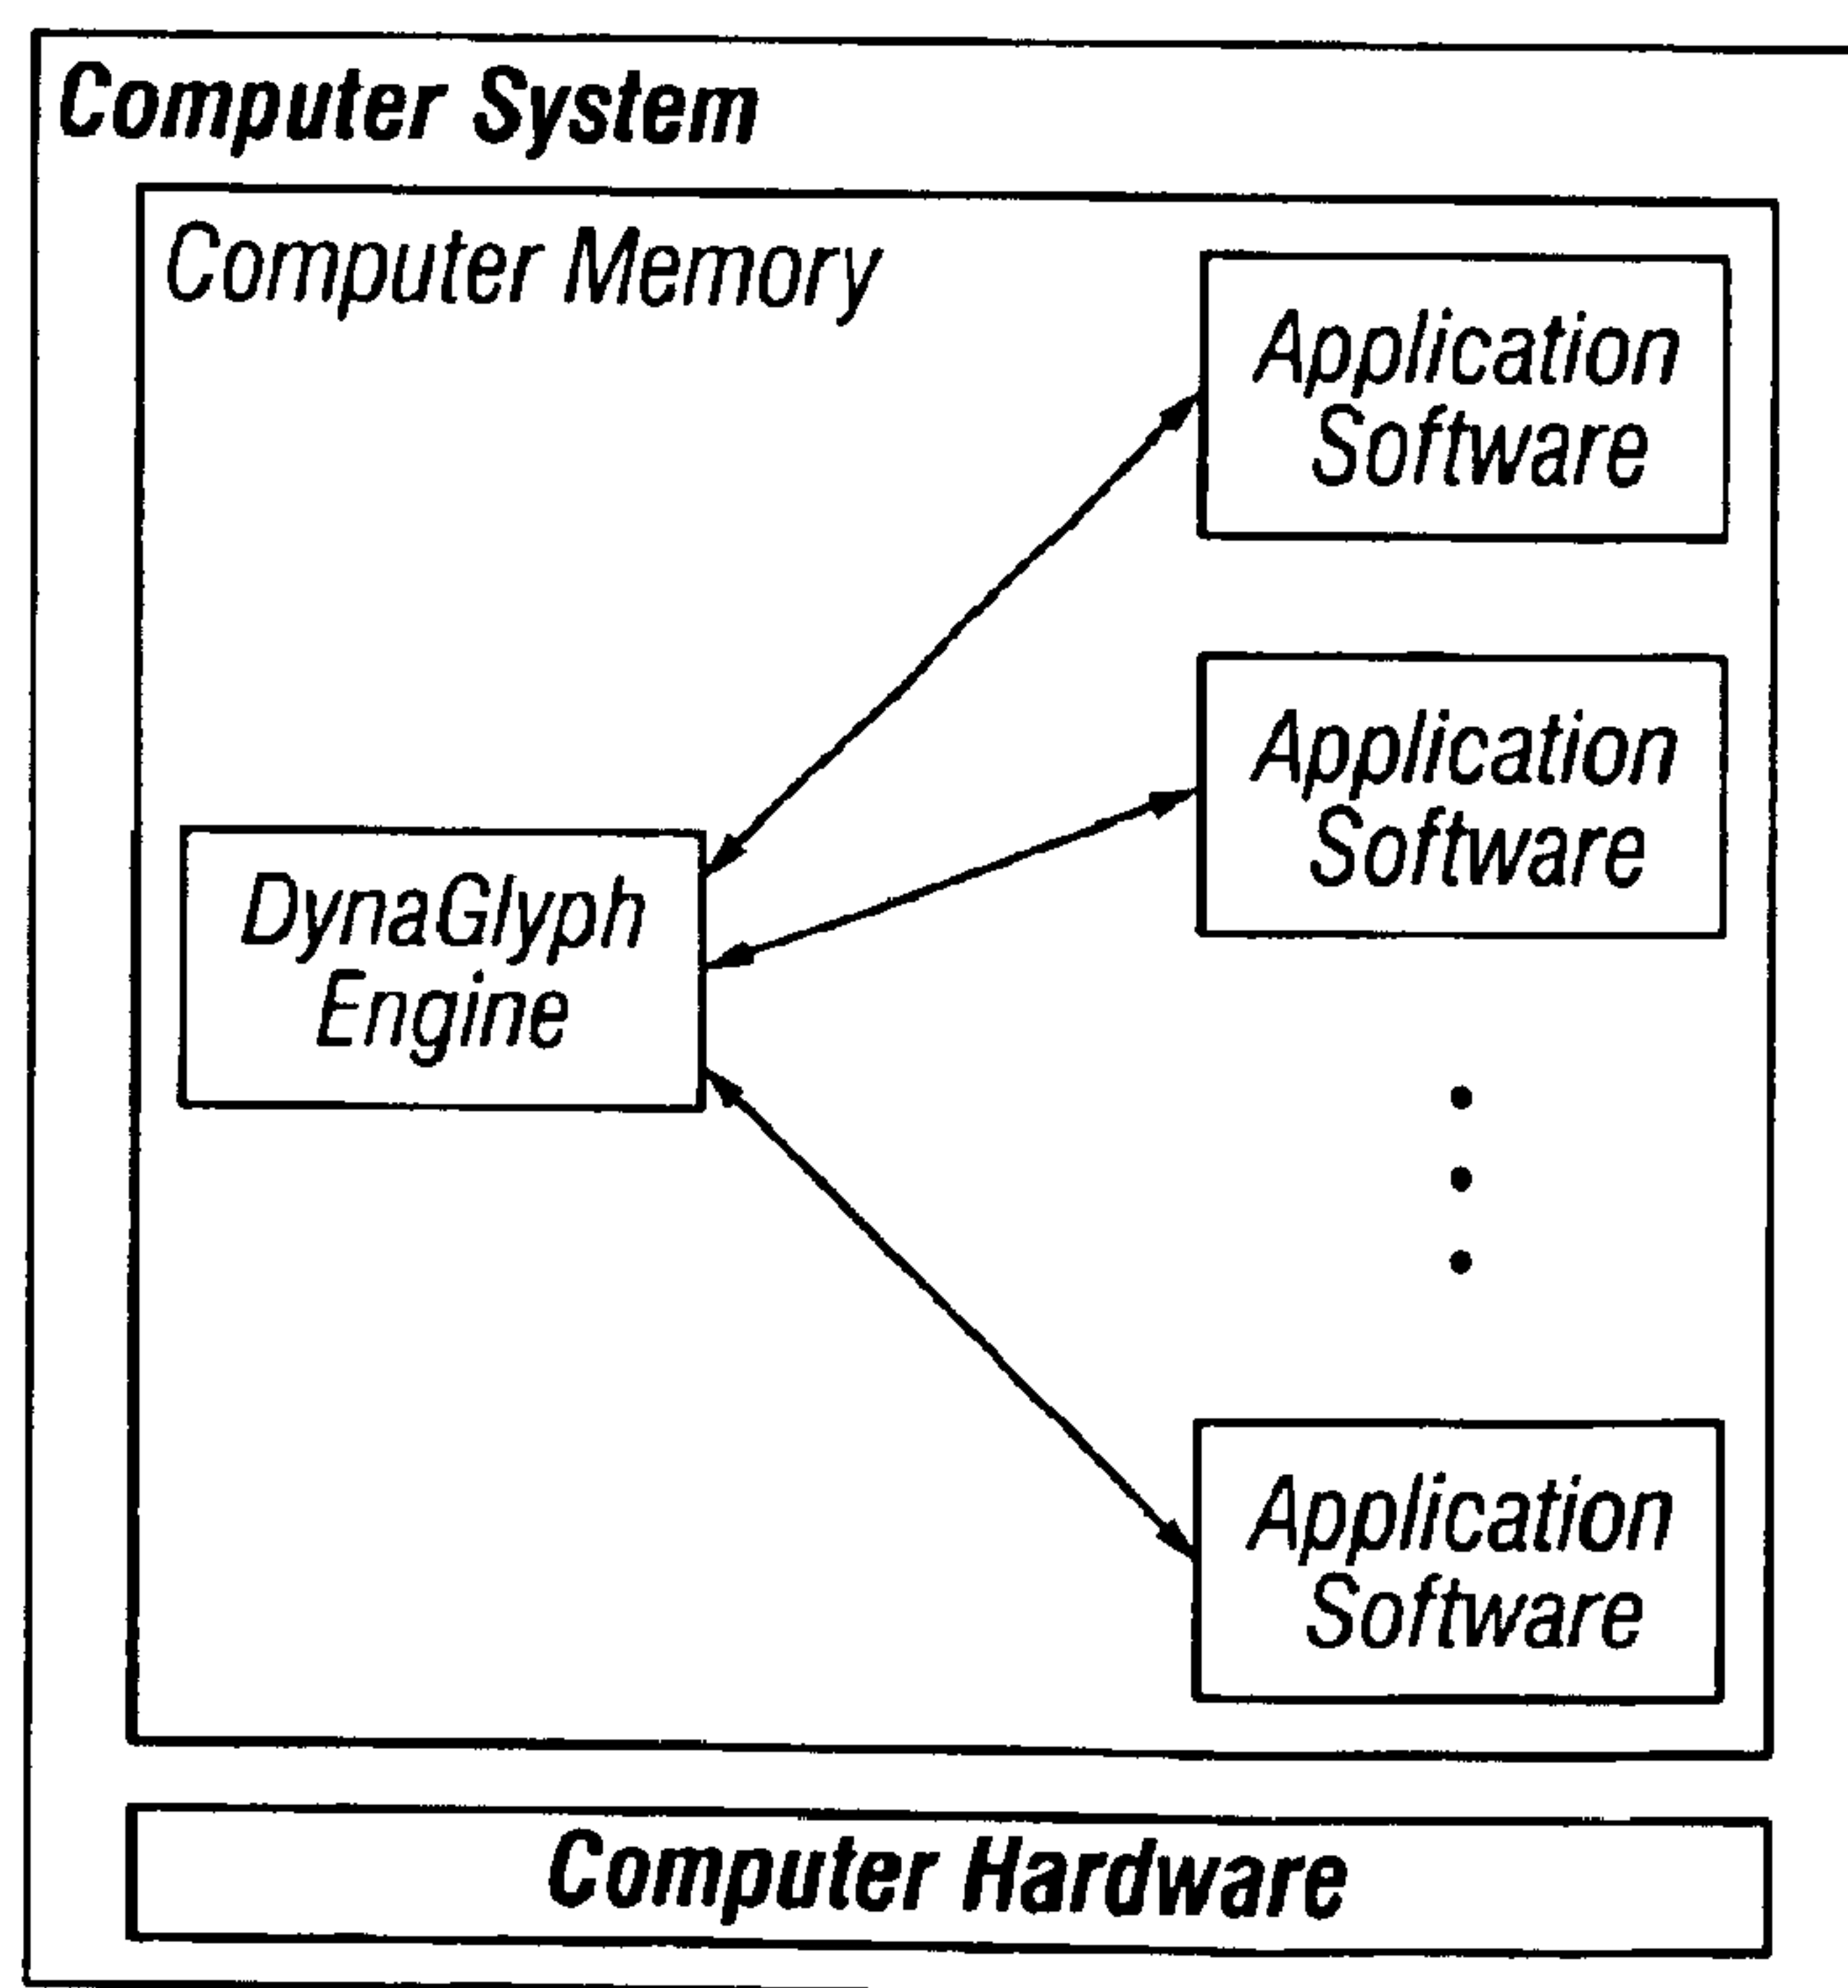 Computer System
Computer Memory
Application
Software
Application
Software
DynaGlyph
Engine
Application
Software
Computer Hardware